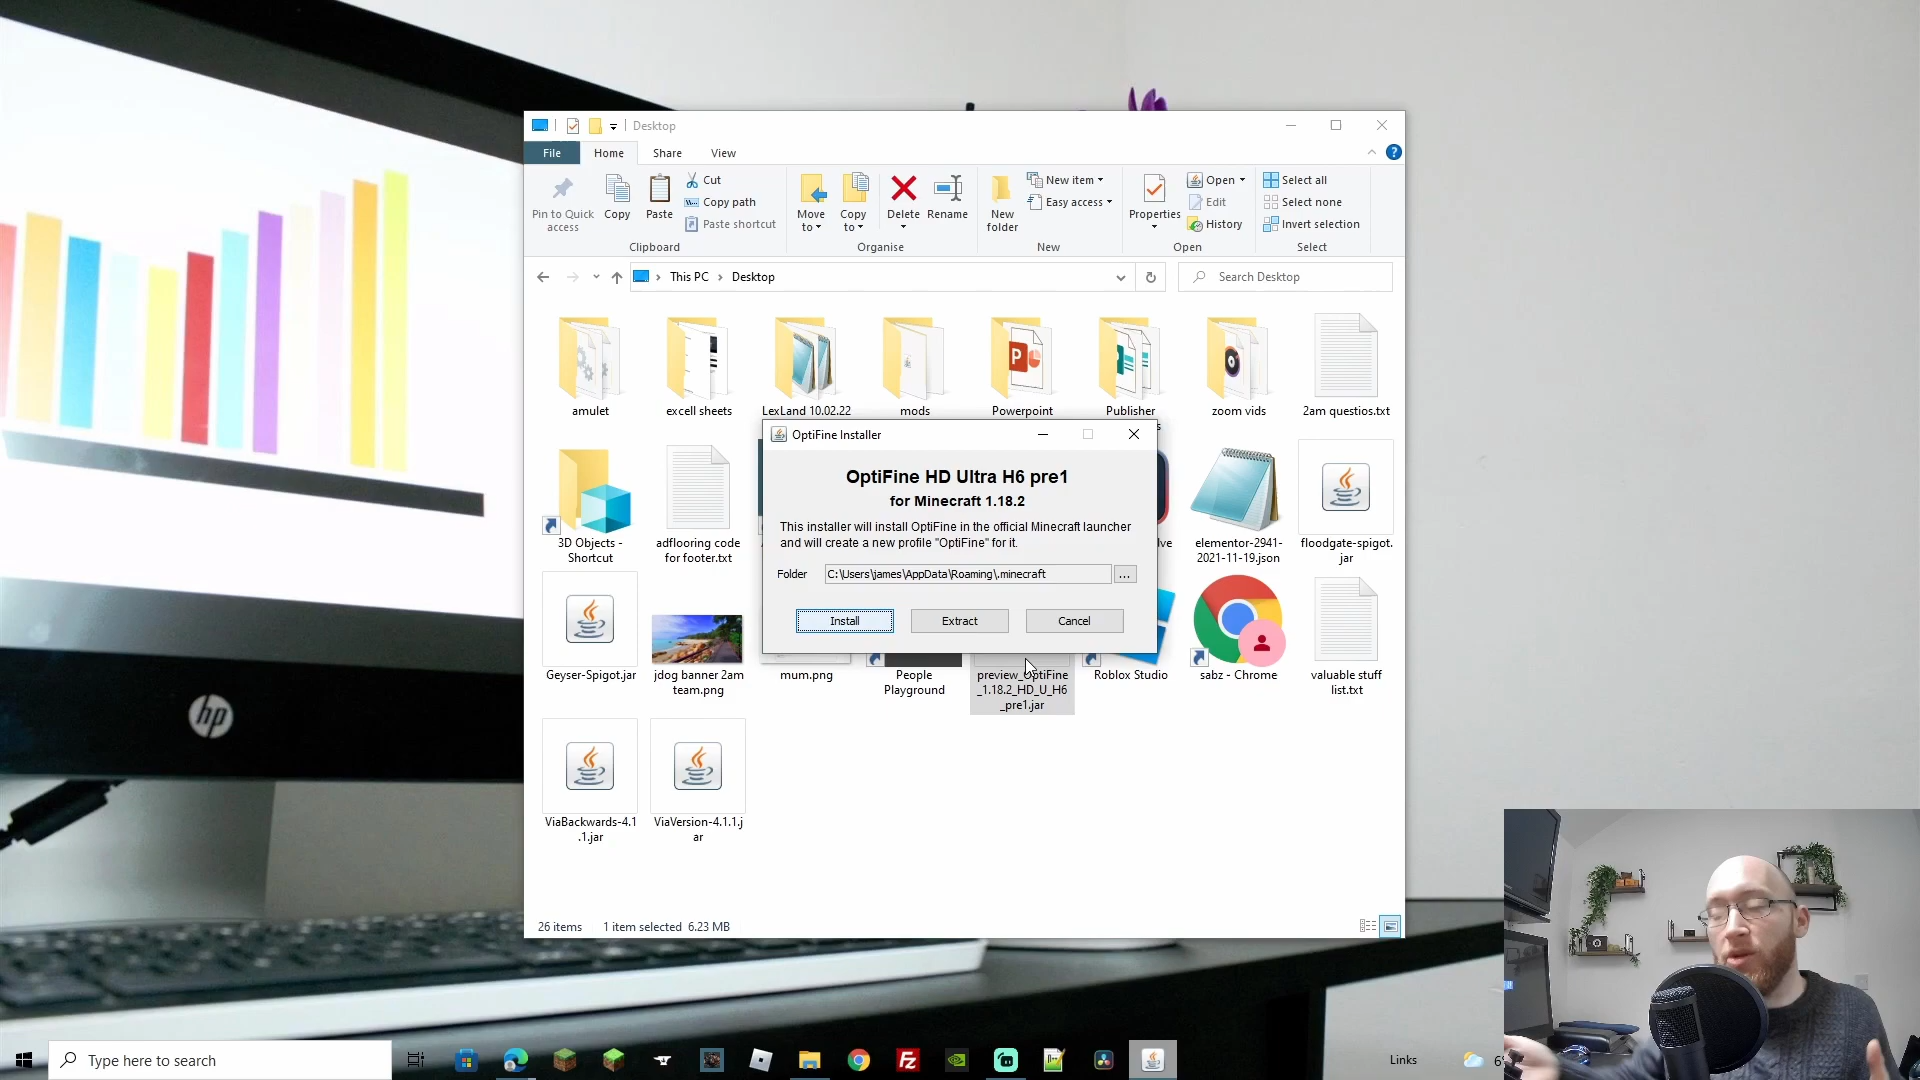 Desktop
File
Home
Share
View
Pin to Quick
access
Copy
Paste
Cut
Copy path
Paste shortcut
Clipboard
Move
to
Copy
to
Delete
Rename
Organise
New
folder
New item
Easy access
New
Properties
Open
Edit
History
Open
Select all
Select none
Invert selection
Select
This PC
Desktop
Search Desktop
amulet
excell sheets
LexLand 10.02.22
mods
Powerpoint
Publisher
zoom vids
2am questios.txt
OptiFine Installer
OptiFine HD Ultra H6 pre1
for Minecraft 1.18.2
This installer will install OptiFine in the official Minecraft launcher
and will create a new profile "OptiFine" for it.
Folder
C:\Users\james\AppData\Roaming\.minecraft
...
Install
Extract
Cancel
3D Objects -
Shortcut
adflooring code
for footer.txt
elementor-2941-
2021-11-19.json
floodgate-spigot.
jar
Geyser-Spigot.jar
jdog banner 2am
team.png
mum.png
People
Playground
preview_OptiFine
_1.18.2_HD_U_H6
_pre1.jar
Roblox Studio
sabz - Chrome
valuable stuff
list.txt
ViaBackwards-4.1
.1.jar
ViaVersion-4.1.1.j
ar
26 items
1 item selected 6.23 MB
hp
Type here to search
Links